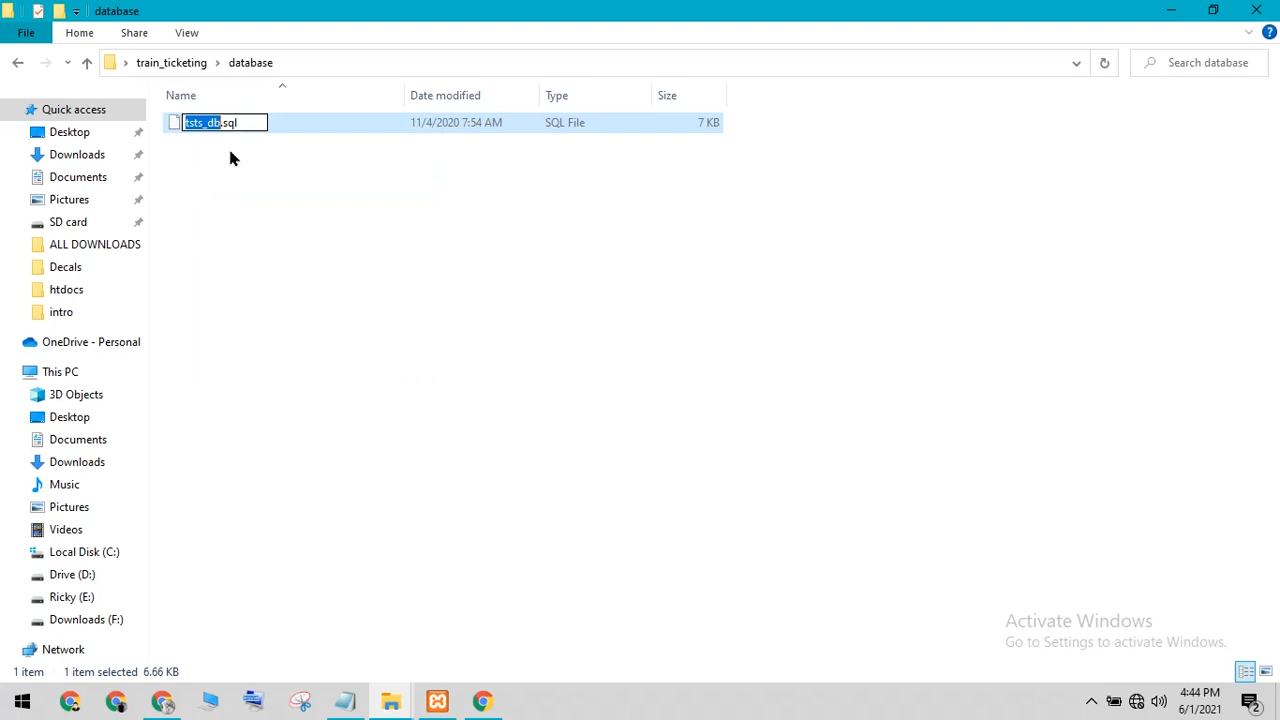 database
File Home Share View
train_ticketing database Search database
Name Date modified Type Size
tsts_db.sql 11/4/2020 7:54 AM SQL File 7 KB
Quick access
Desktop
Downloads
Documents
Pictures
SD card
ALL DOWNLOADS
Decals
htdocs
intro
OneDrive - Personal
This PC
3D Objects
Desktop
Documents
Downloads
Music
Pictures
Videos
Local Disk (C:)
Drive (D:)
Ricky (E:)
Downloads (F:)
Network
Activate Windows
Go to Settings to activate Windows.
1 item 1 item selected 6.66 KB
4:44 PM
6/1/2021
2